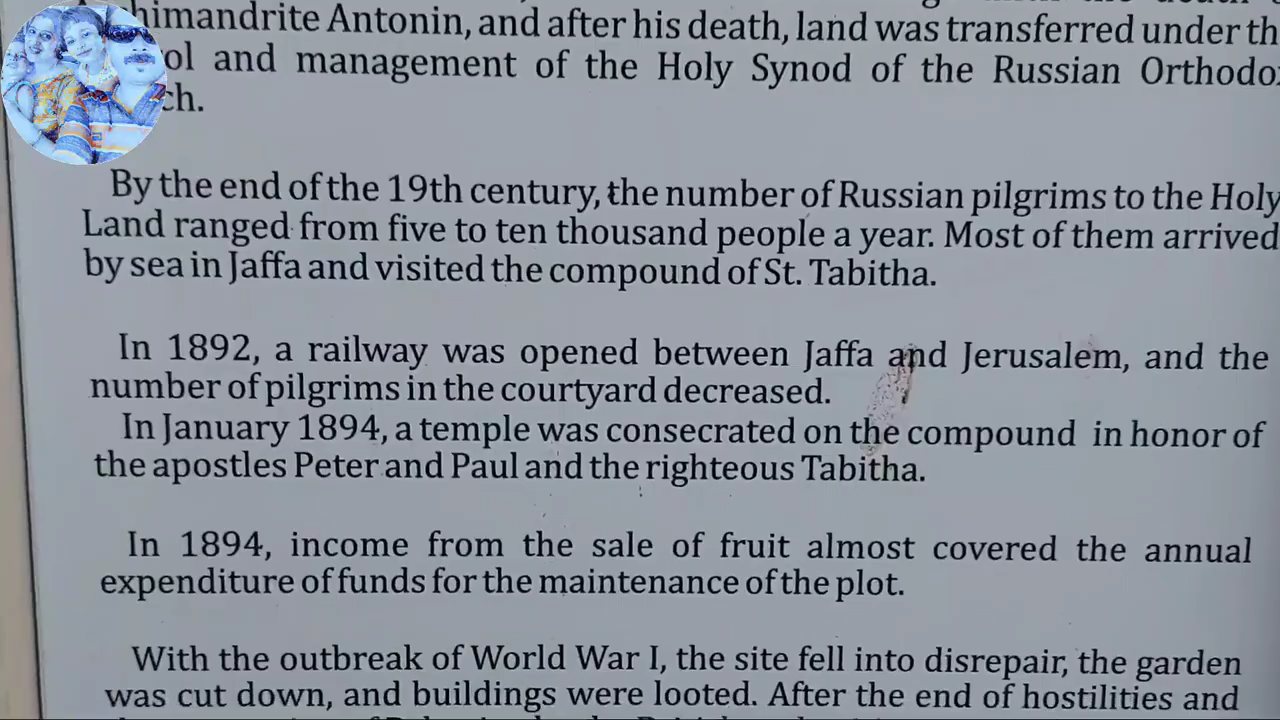 himandrite Antonin, and after his death, land was transferred under th
ol and management of the Holy Synod of the Russian Orthodo
ch.
By the end of the 19th century, the number of Russian pilgrims to the Holy
Land ranged from five to ten thousand people a year. Most of them arrived
by sea in Jaffa and visited the compound of St. Tabitha.
In 1892, a railway was opened between Jaffa and Jerusalem, and the
number of pilgrims in the courtyard decreased.
In January 1894, a temple was consecrated on the compound in honor of
the apostles Peter and Paul and the righteous Tabitha.
In 1894, income from the sale of fruit almost covered the annual
expenditure of funds for the maintenance of the plot.
With the outbreak of World War I, the site fell into disrepair, the garden
was cut down, and buildings were looted. After the end of hostilities and